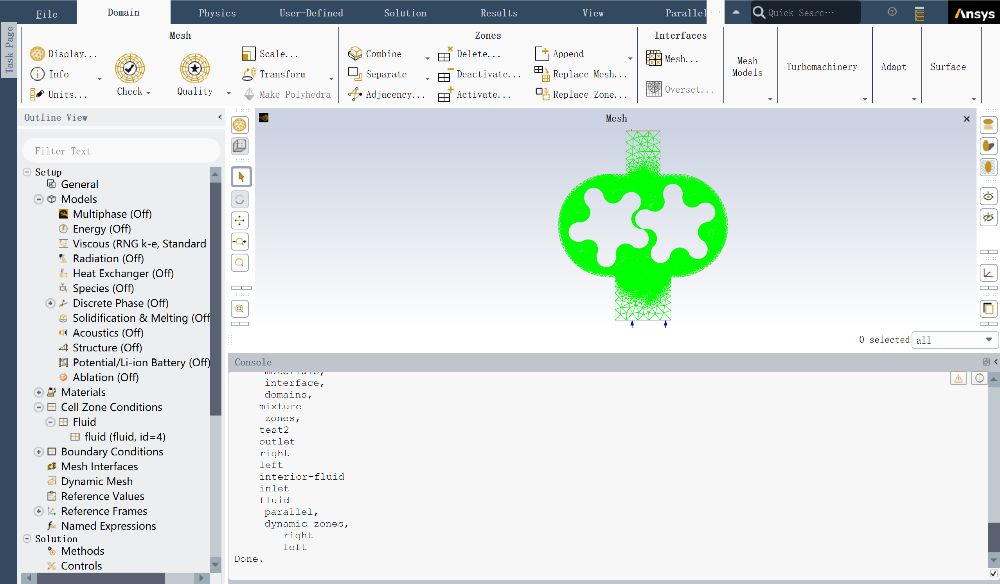 File
Domain
Physics
User-Defined
Solution
Results
View
Parallel
Quick Searc...
Ansys
Task Page
Mesh
Display...
Info
Units...
Check
Quality
Scale...
Transform
Make Polyhedra
Zones
Combine
Separate
Adjacency...
Delete...
Deactivate...
Activate...
Append
Replace Mesh...
Replace Zone...
Interfaces
Mesh...
Overset...
Mesh
Models
Turbomachinery
Adapt
Surface
Outline View
Filter Text
Setup
General
Models
Multiphase (Off)
Energy (Off)
Viscous (RNG k-e, Standard
Radiation (Off)
Heat Exchanger (Off)
Species (Off)
Discrete Phase (Off)
Solidification & Melting (Off
Acoustics (Off)
Structure (Off)
Potential/Li-ion Battery (Off)
Ablation (Off)
Materials
Cell Zone Conditions
Fluid
fluid (fluid, id=4)
Boundary Conditions
Mesh Interfaces
Dynamic Mesh
Reference Values
Reference Frames
Named Expressions
Solution
Methods
Controls
Mesh
0 selected
all
Console
materials,
interface,
domains,
mixture
zones,
test2
outlet
right
left
interior-fluid
inlet
fluid
parallel,
dynamic zones,
right
left
Done.